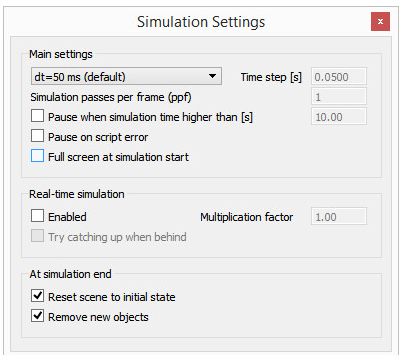 Simulation Settings
x
Main settings
dt=50 ms (default) Time step [s] 0.0500
Simulation passes per frame (ppf) 1
Pause when simulation time higher than [s] 10.00
Pause on script error
Full screen at simulation start
Real-time simulation
Enabled Multiplication factor 1.00
Try catching up when behind
At simulation end
Reset scene to initial state
Remove new objects